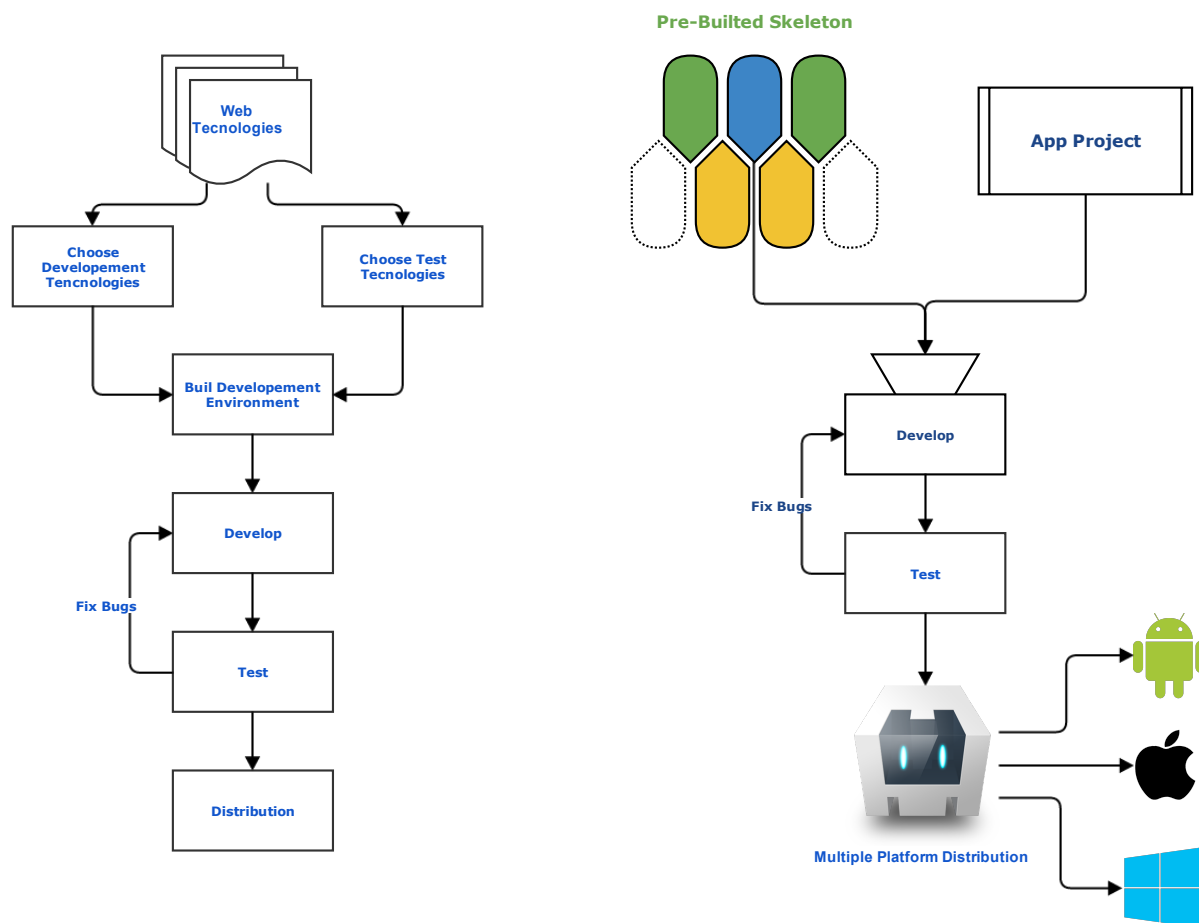 Pre-Builted Skeleton
Web
Tecnologies
App Project
Choose
Developement
Tencnologies
Choose Test
Tecnologies
Buil Developement
Environment
Develop
Fix Bugs
Test
Distribution
Develop
Fix Bugs
Test
Multiple Platform Distribution